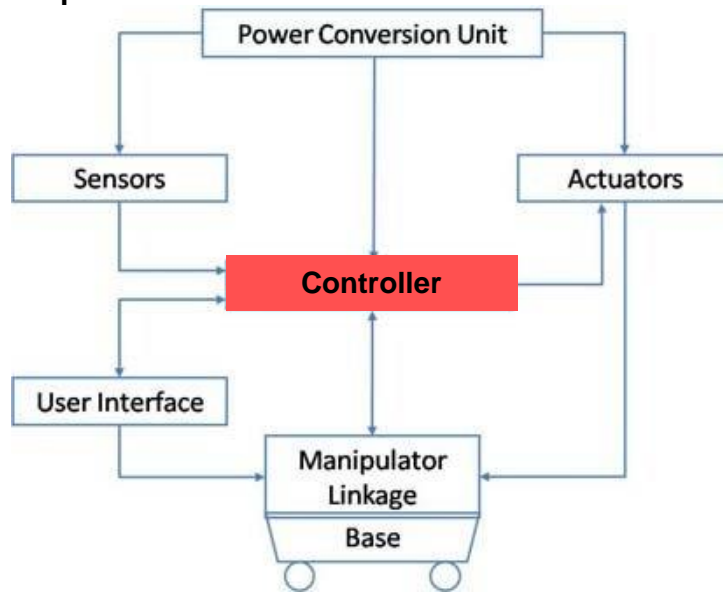 Power Conversion Unit
Sensors
Actuators
Controller
User Interface
Manipulator
Linkage
Base